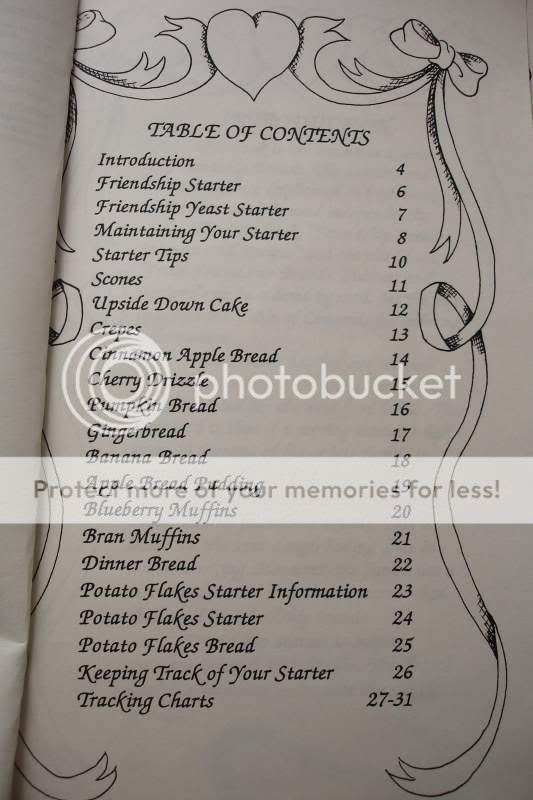 TABLE OF CONTENTS
Introduction 4
Friendship Starter 6
Friendship Yeast Starter 7
Maintaining Your Starter 8
Starter Tips 10
Scones 11
Upside Down Cake 12
Crepes 13
Cinnamon Apple Bread 14
Cherry Drizzle 15
photobucket
Pumpkin Bread 16
Gingerbread 17
Banana Bread 18
Apple Bread Pudding 19
Protect more of your memories for less!
Blueberry Muffins 20
Bran Muffins 21
Dinner Bread 22
Potato Flakes Starter Information 23
Potato Flakes Starter 24
Potato Flakes Bread 25
Keeping Track of Your Starter 26
Tracking Charts 27-31